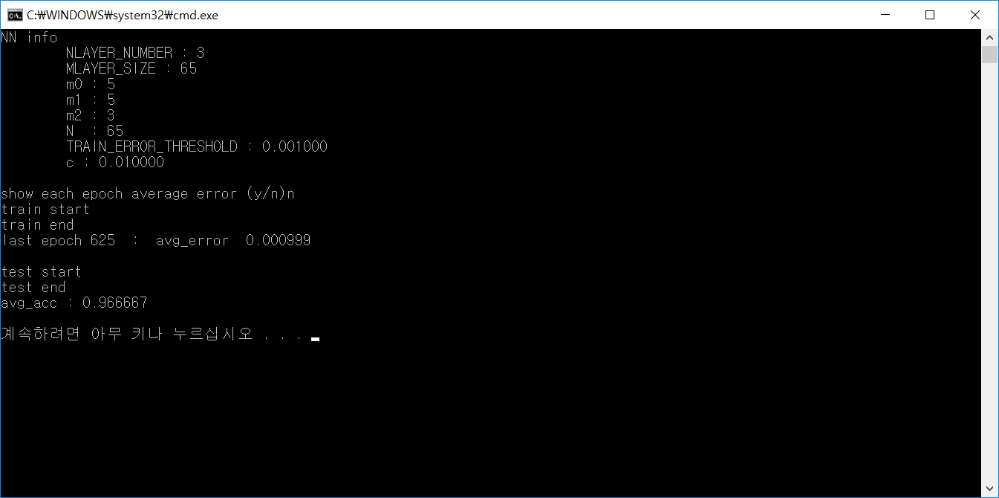 C:₩WINDOWS₩system32₩cmd.exe
NN info
NLAYER_NUMBER : 3
MLAYER_SIZE : 65
m0 : 5
m1 : 5
m2 : 3
N  : 65
TRAIN_ERROR_THRESHOLD : 0.001000
c : 0.010000
show each epoch average error (y/n)n
train start
train end
last epoch 625  :  avg_error  0.000999
test start
test end
avg_acc : 0.966667
계속하려면 아무 키나 누르십시오 . . .